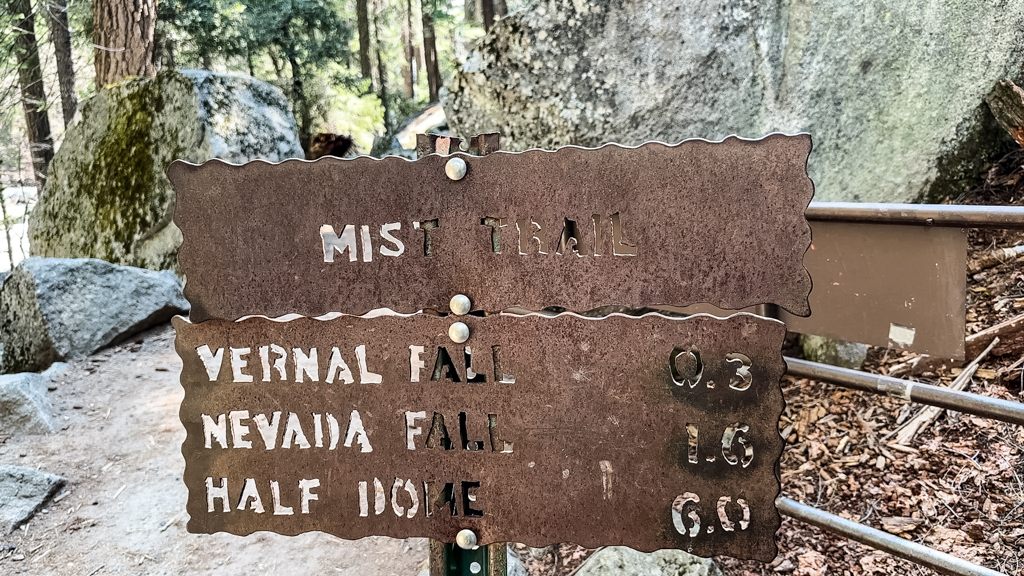 MIST TRAIL
VERNAL FALL 0.3
NEVADA FALL 1.6
HALF DOME 6.0